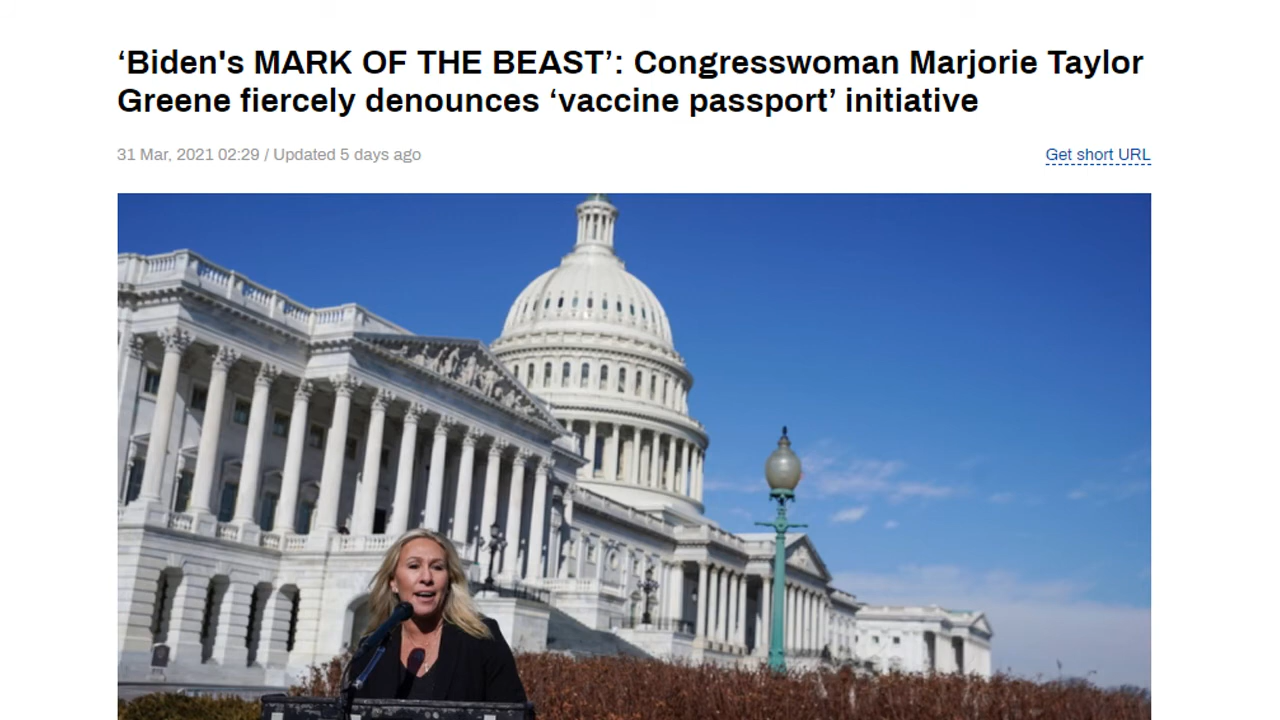 ‘Biden's MARK OF THE BEAST’: Congresswoman Marjorie Taylor
Greene fiercely denounces ‘vaccine passport’ initiative
31 Mar, 2021 02:29 / Updated 5 days ago
Get short URL